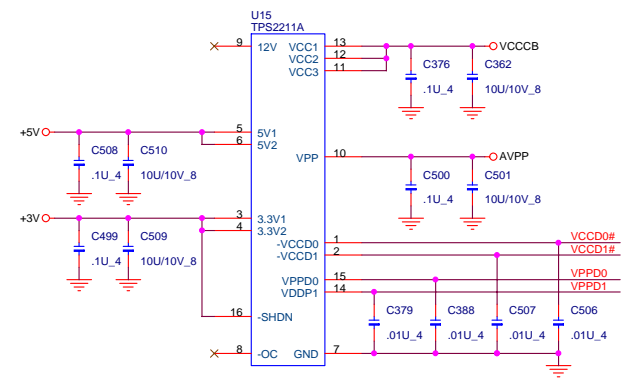 U15
TPS2211A
9 12V VCC1 13 VCCCB
VCC2 12
VCC3 11
C376 C362
.1U_4 10U/10V_8
+5V 5 5V1
6 5V2
C508 C510
.1U_4 10U/10V_8
VPP 10 AVPP
C500 C501
.1U_4 10U/10V_8
+3V 3 3.3V1
4 3.3V2
C499 C509
.1U_4 10U/10V_8
-VCCD0 1 VCCD0#
-VCCD1 2 VCCD1#
VPPD0 15 VPPD0
VDDP1 14 VPPD1
16 -SHDN
C379 C388 C507 C506
.01U_4 .01U_4 .01U_4 .01U_4
8 -OC GND 7